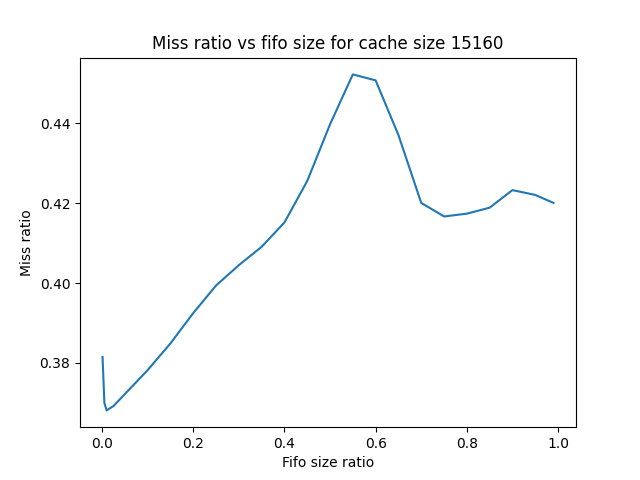 Miss ratio vs fifo size for cache size 15160
0.44
0.42
0.40
0.38
Miss ratio
0.0 0.2 0.4 0.6 0.8 1.0
Fifo size ratio